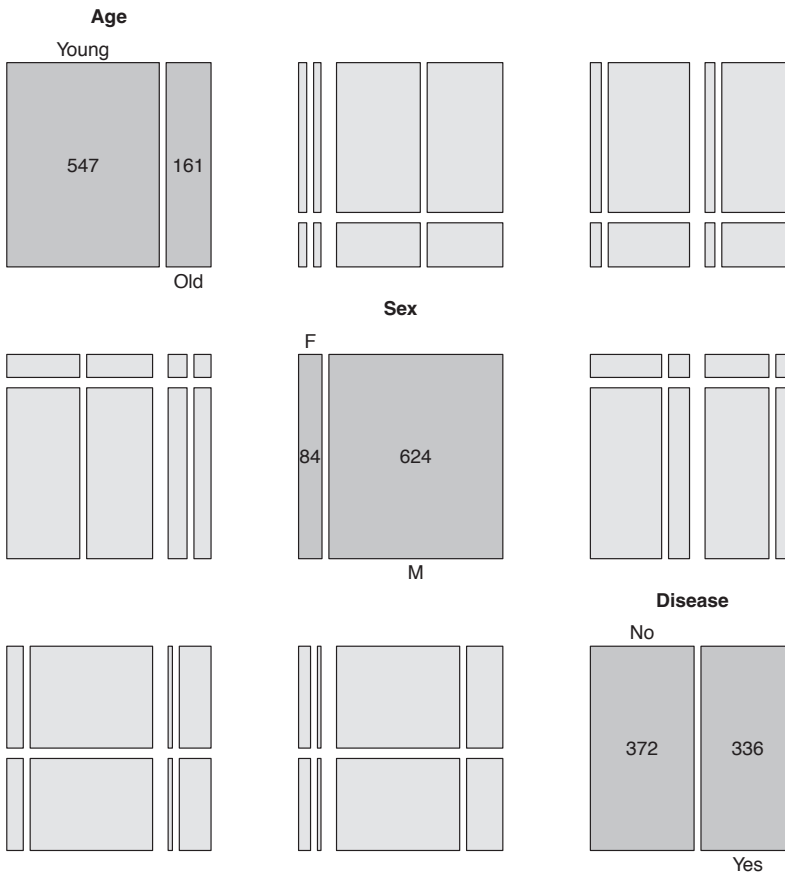 Age
Young
547 161
Old
Sex
F
84 624
M
Disease
No
372 336
Yes